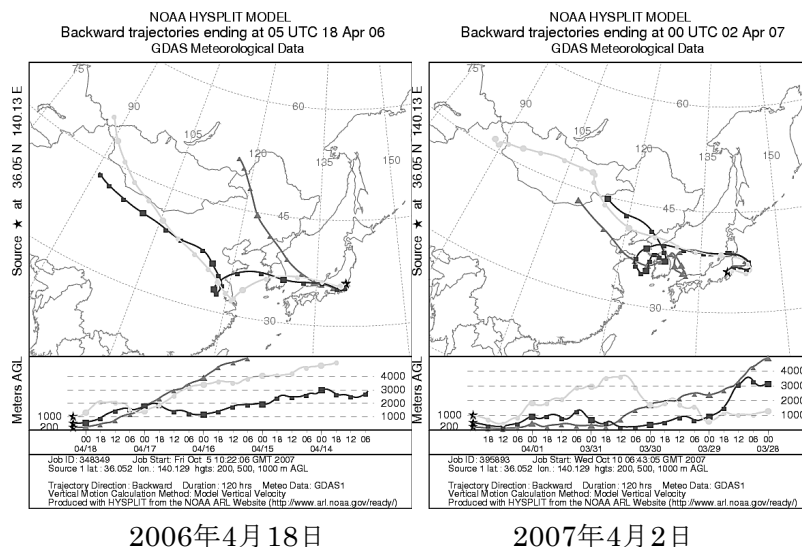 NOAA HYSPLIT MODEL
Backward trajectories ending at 05 UTC 18 Apr 06
GDAS Meteorological Data
Source ★ at 36.05 N 140.13 E
75
90
105
120
135
150
60
45
30
Meters AGL
4000
3000
2000
1000
1000
200
00 18 12 06 00 18 12 06 00 18 12 06 00 18 12 06 00 18 12 06
04/18 04/17 04/16 04/15 04/14
Job ID: 348349 Job Start: Fri Oct 5 10:22:06 GMT 2007
Source 1 lat.: 36.052 lon.: 140.129 hgts: 200, 500, 1000 m AGL
Trajectory Direction: Backward Duration: 120 hrs Meteo Data: GDAS1
Vertical Motion Calculation Method: Model Vertical Velocity
Produced with HYSPLIT from the NOAA ARL Website (http://www.arl.noaa.gov/ready/)
2006年4月18日
NOAA HYSPLIT MODEL
Backward trajectories ending at 00 UTC 02 Apr 07
GDAS Meteorological Data
Source ★ at 36.05 N 140.13 E
75
90
105
120
135
150
60
45
30
Meters AGL
4000
3000
2000
1000
1000
200
18 12 06 00 18 12 06 00 18 12 06 00 18 12 06 00 18 12 06 00
04/01 03/31 03/30 03/29 03/28
Job ID: 395893 Job Start: Wed Oct 10 06:43:05 GMT 2007
Source 1 lat.: 36.052 lon.: 140.129 hgts: 200, 500, 1000 m AGL
Trajectory Direction: Backward Duration: 120 hrs Meteo Data: GDAS1
Vertical Motion Calculation Method: Model Vertical Velocity
Produced with HYSPLIT from the NOAA ARL Website (http://www.arl.noaa.gov/ready/)
2007年4月2日